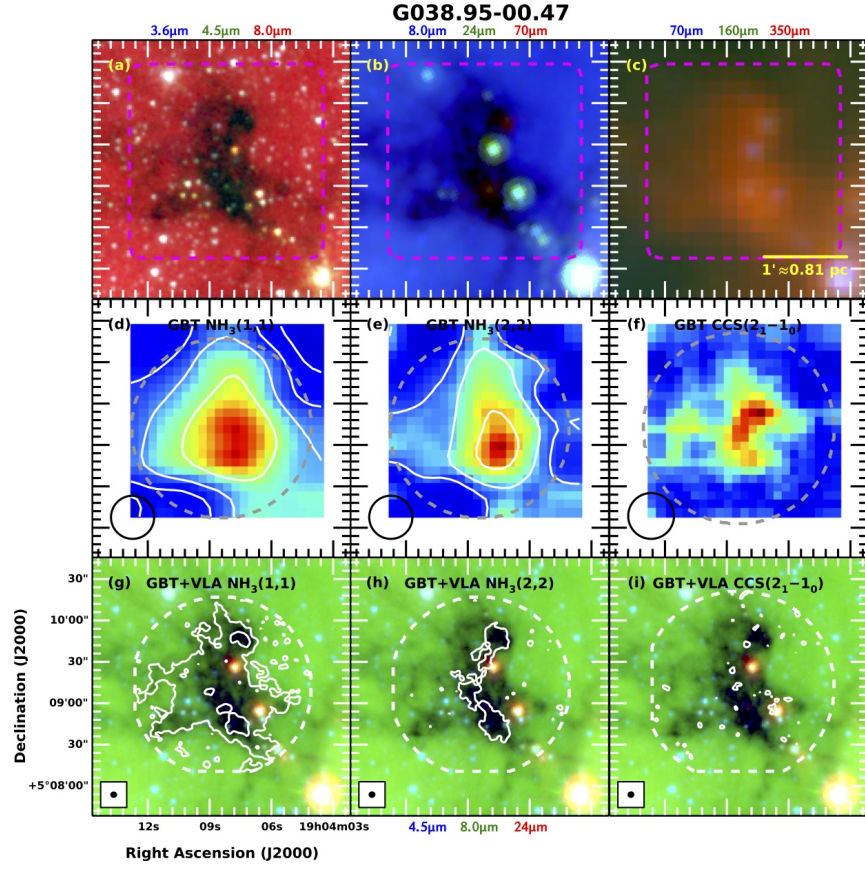 G038.95-00.47
3.6μm 4.5μm 8.0μm 8.0μm 24μm 70μm 70μm 160μm 350μm
(a) (b) (c)
1'≈0.81 pc
(d) GBT NH₃(1,1) (e) GBT NH₃(2,2) (f) GBT CCS(2₁−1₀)
(g) GBT+VLA NH₃(1,1) (h) GBT+VLA NH₃(2,2) (i) GBT+VLA CCS(2₁−1₀)
30"
10'00"
30"
09'00"
30"
+5°08'00"
Declination (J2000)
12s 09s 06s 19h04m03s 4.5μm 8.0μm 24μm
Right Ascension (J2000)